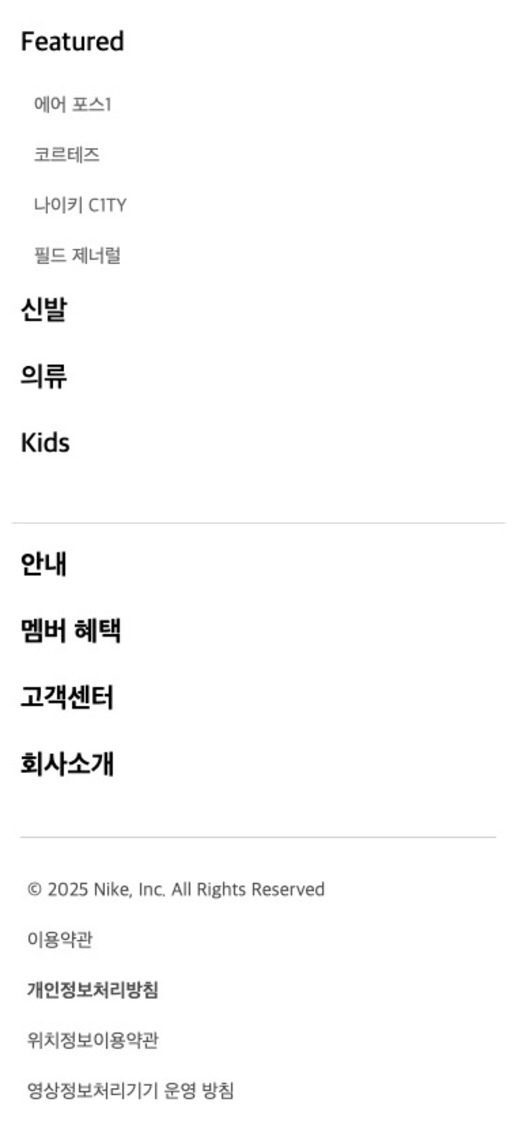 Featured
에어 포스1
코르테즈
나이키 C1TY
필드 제너럴
신발
의류
Kids
안내
멤버 혜택
고객센터
회사소개
© 2025 Nike, Inc. All Rights Reserved
이용약관
개인정보처리방침
위치정보이용약관
영상정보처리기기 운영 방침